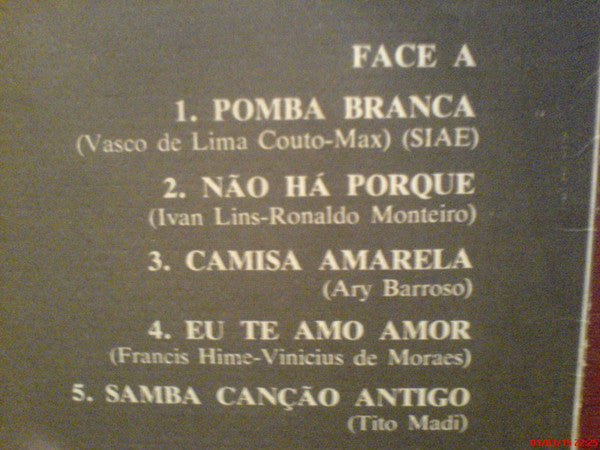 FACE A
1. POMBA BRANCA
(Vasco de Lima Couto-Max) (SIAE)
2. NÃO HÁ PORQUE
(Ivan Lins-Ronaldo Monteiro)
3. CAMISA AMARELA
(Ary Barroso)
4. EU TE AMO AMOR
(Francis Hime-Vinicius de Moraes)
5. SAMBA CANÇÃO ANTIGO
(Tito Madi)